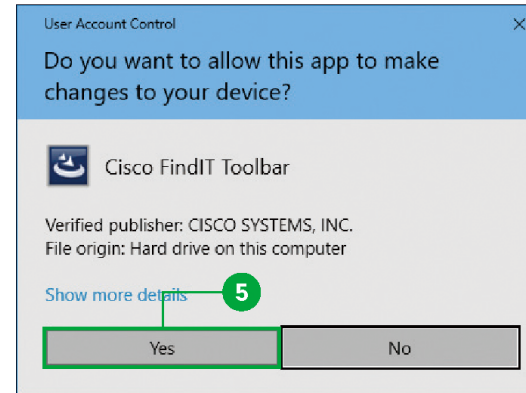 User Account Control
Do you want to allow this app to make
changes to your device?
Cisco FindIT Toolbar
Verified publisher: CISCO SYSTEMS, INC.
File origin: Hard drive on this computer
Show more details
5
Yes
No